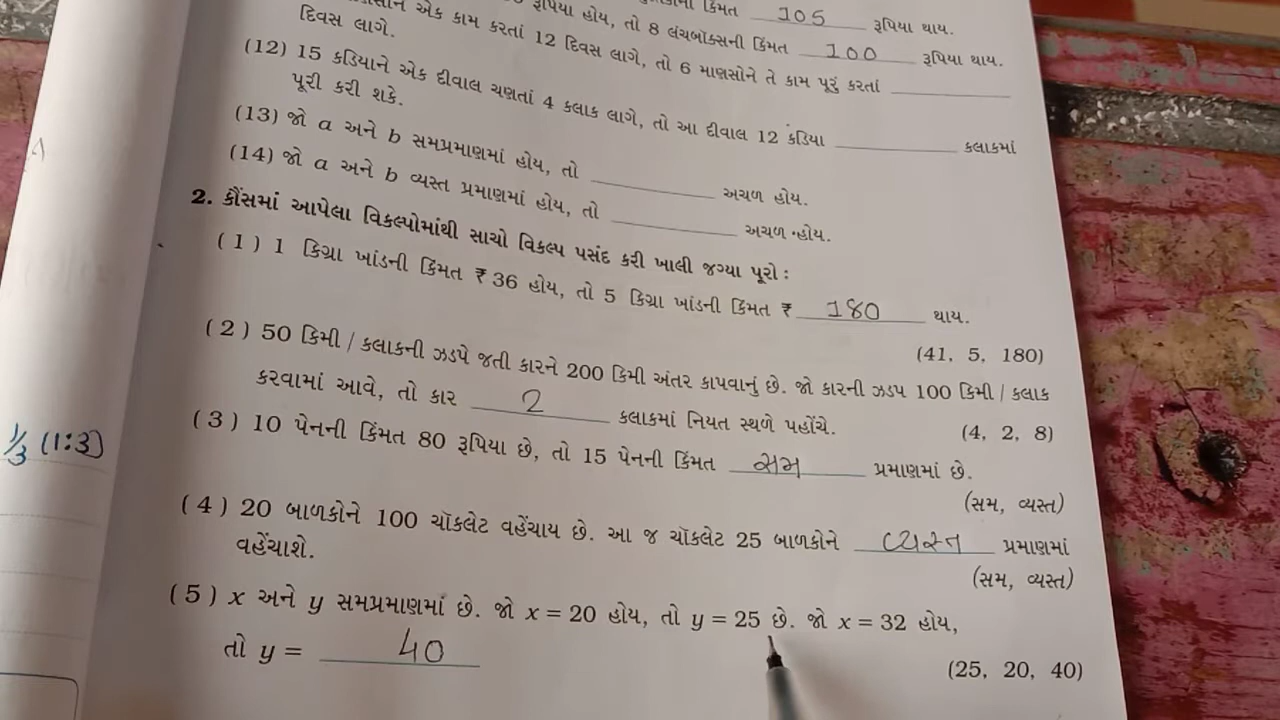 કિંમત 105 રૂપિયા થાય.
રૂપિયા હોય, તો 8 લંચબૉક્સની કિંમત 100 રૂપિયા થાય.
એક કામ કરતાં 12 દિવસ લાગે, તો 6 માણસોને તે કામ પૂરું કરતાં
દિવસ લાગે.
(12) 15 કડિયાને એક દીવાલ ચણતાં 4 કલાક લાગે, તો આ દીવાલ 12 કડિયા કલાકમાં
પૂરી કરી શકે.
(13) જો a અને b સમપ્રમાણમાં હોય, તો અચળ હોય.
(14) જો a અને b વ્યસ્ત પ્રમાણમાં હોય, તો અચળ હોય.
2. કૌંસમાં આપેલા વિકલ્પોમાંથી સાચો વિકલ્પ પસંદ કરી ખાલી જગ્યા પૂરો :
(1) 1 કિગ્રા ખાંડની કિંમત ₹ 36 હોય, તો 5 કિગ્રા ખાંડની કિંમત ₹ 180 થાય.
(41, 5, 180)
(2) 50 કિમી / કલાકની ઝડપે જતી કારને 200 કિમી અંતર કાપવાનું છે. જો કારની ઝડપ 100 કિમી / કલાક
કરવામાં આવે, તો કાર 2 કલાકમાં નિયત સ્થળે પહોંચે.
(4, 2, 8)
(3) 10 પેનની કિંમત 80 રૂપિયા છે, તો 15 પેનની કિંમત સમ પ્રમાણમાં છે.
(સમ, વ્યસ્ત)
1/3 (1:3)
(4) 20 બાળકોને 100 ચૉકલેટ વહેંચાય છે. આ જ ચૉકલેટ 25 બાળકોને વ્યસ્ત પ્રમાણમાં
વહેંચાશે.
(સમ, વ્યસ્ત)
(5) x અને y સમપ્રમાણમાં છે. જો x = 20 હોય, તો y = 25 છે. જો x = 32 હોય,
તો y = 40
(25, 20, 40)